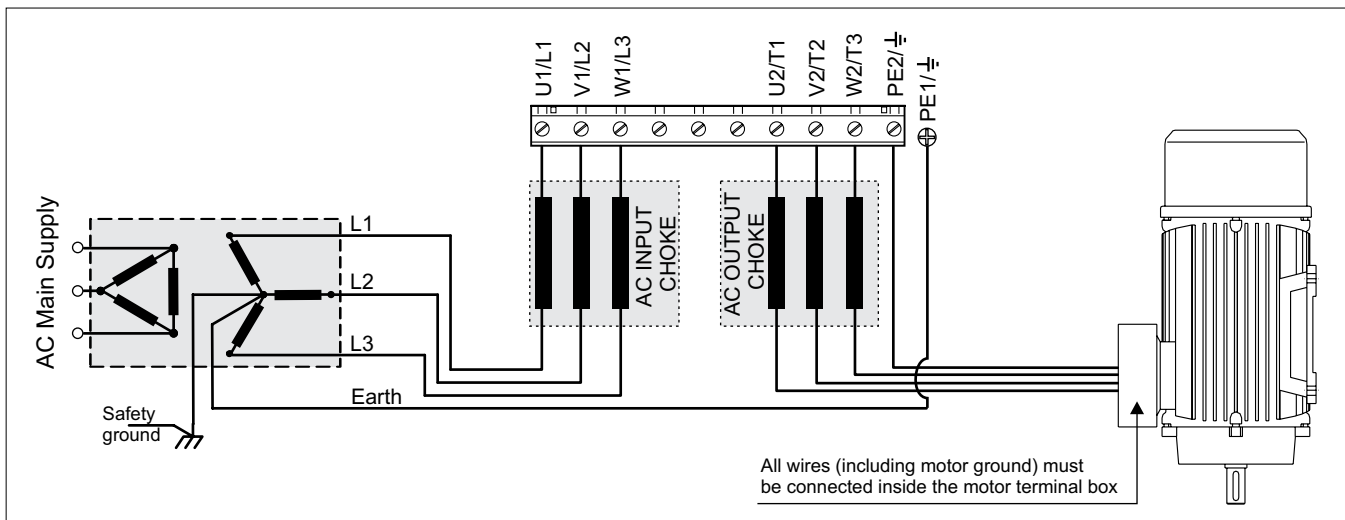 U1/L1
V1/L2
W1/L3
U2/T1
V2/T2
W2/T3
PE2/⏚
PE1/⏚
AC Main Supply
L1
L2
L3
AC INPUT
CHOKE
AC OUTPUT
CHOKE
Earth
Safety
ground
All wires (including motor ground) must
be connected inside the motor terminal box